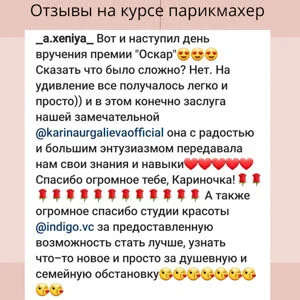 Отзывы на курсе парикмахер
_a.xeniya_ Вот и наступил день
вручения премии "Оскар"😍😍😍
Сказать что было сложно? Нет. На
удивление все получалось легко и
просто)) и в этом конечно заслуга
нашей замечательной
@karinaurgalievaofficial она с радостью
и большим энтузиазмом передавала
нам свои знания и навыки❤❤❤❤❤
Спасибо огромное тебе, Кариночка!🌹🌹
🌹🌹🌹🌹🌹🌹🌹🌹🌹🌹🌹 А также
огромное спасибо студии красоты
@indigo.vc за предоставленную
возможность стать лучше, узнать
что–то новое и просто за душевную и
семейную обстановку😘😘😘😘😘😘😘
😘😘